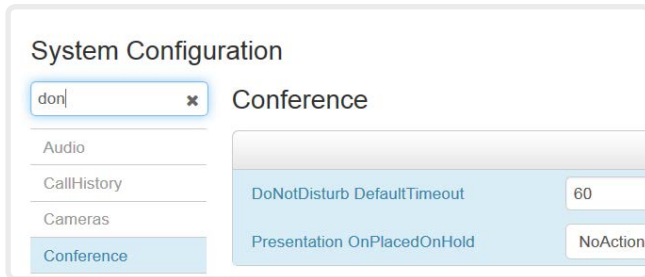 System Configuration
don
Conference
Audio
CallHistory
Cameras
Conference
DoNotDisturb DefaultTimeout
60
Presentation OnPlacedOnHold
NoAction